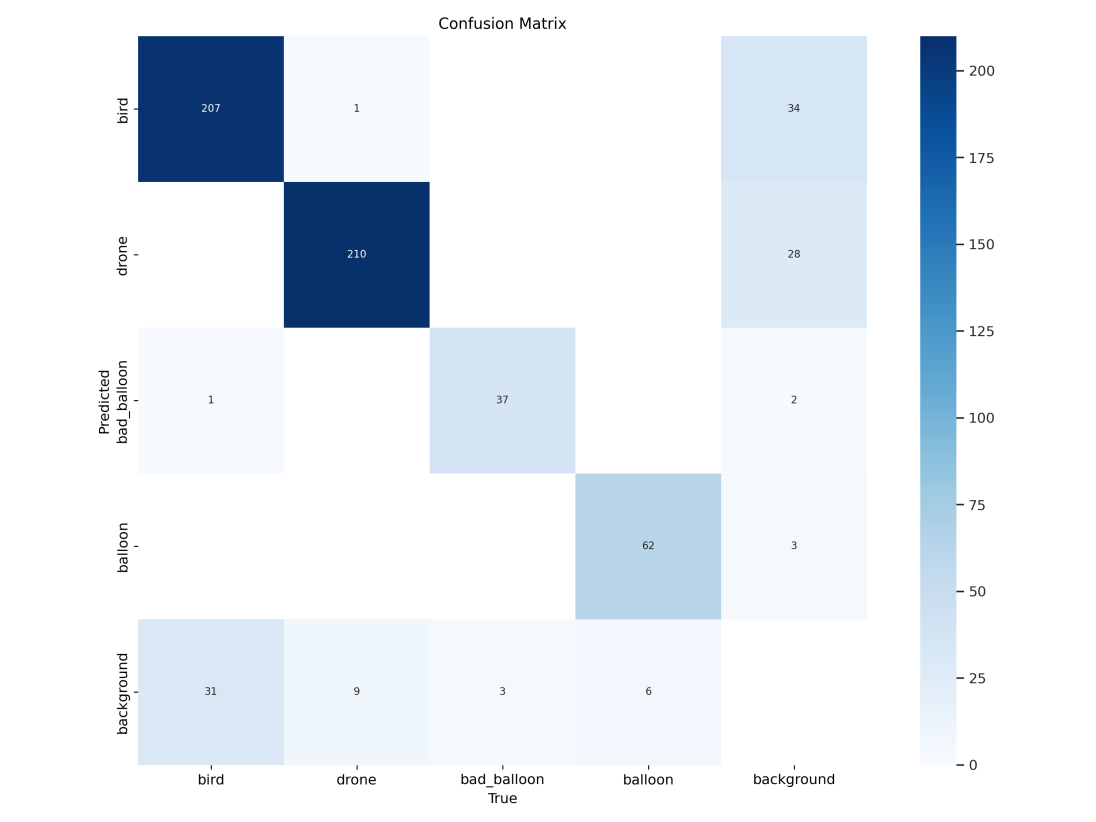 Confusion Matrix
bird
207
1
34
200
175
drone
210
28
150
125
Predicted
bad_balloon
1
37
2
100
75
balloon
62
3
50
background
31
9
3
6
25
0
bird
drone
bad_balloon
balloon
background
True